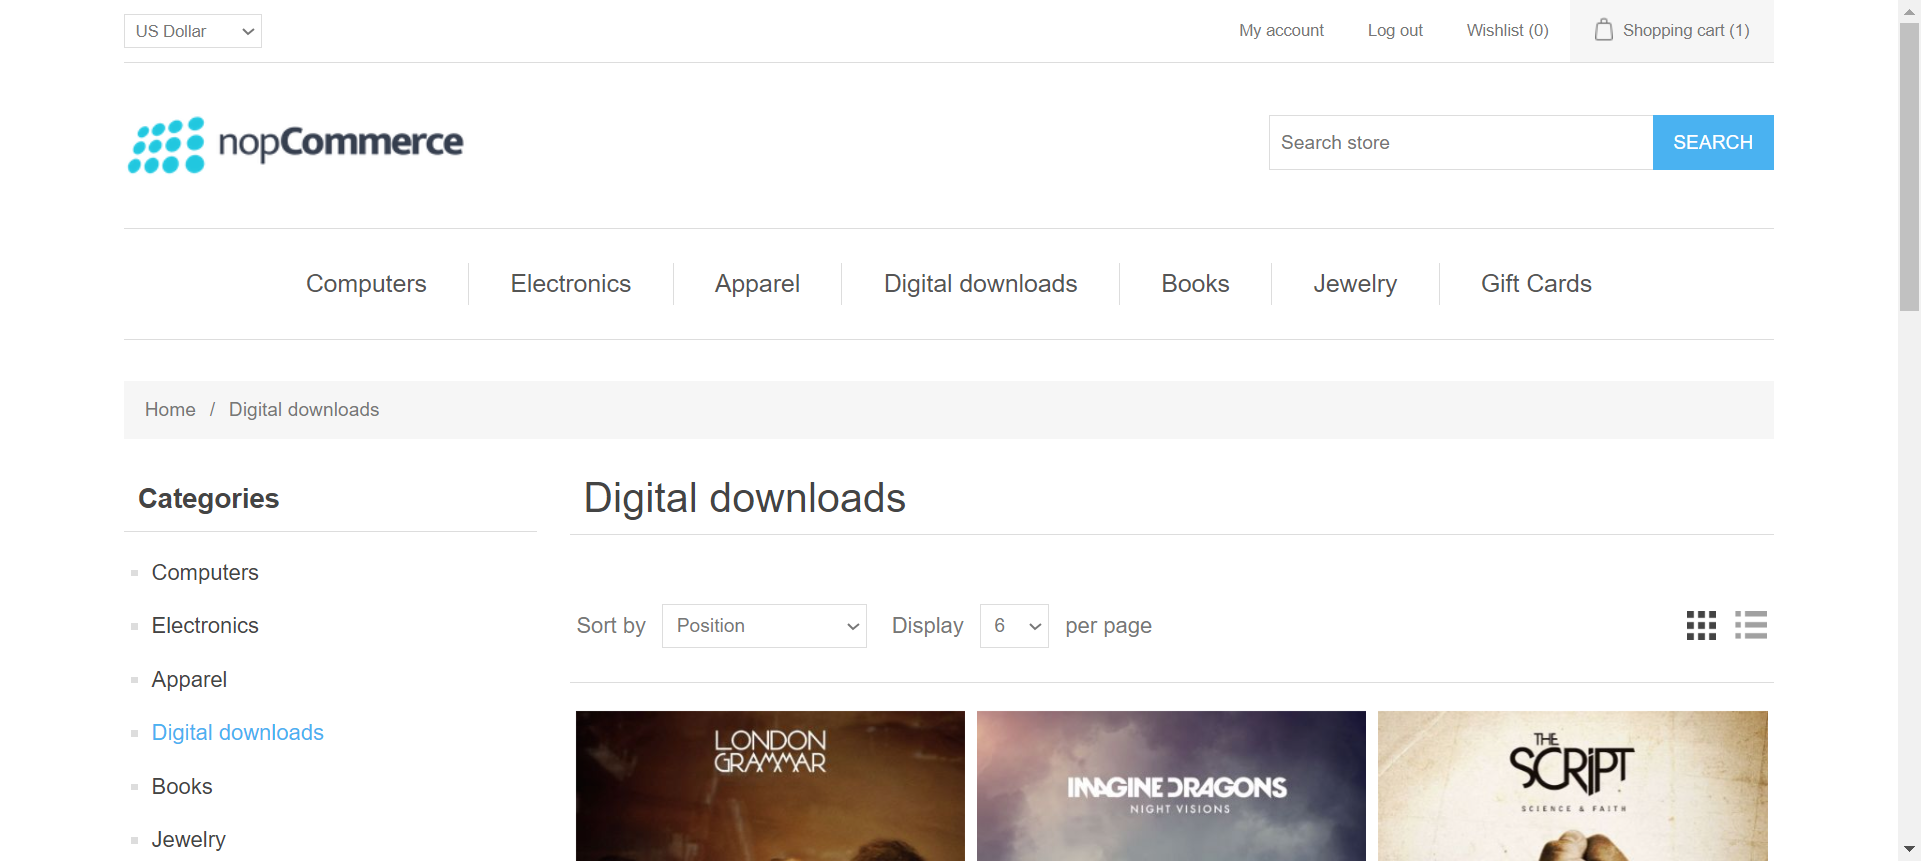 US Dollar
My account
Log out
Wishlist (0)
Shopping cart (1)
nopCommerce
Search store
SEARCH
Computers
Electronics
Apparel
Digital downloads
Books
Jewelry
Gift Cards
Home / Digital downloads
Categories
Computers
Electronics
Apparel
Digital downloads
Books
Jewelry
Digital downloads
Sort by Position Display 6 per page
LONDON
GRAMMAR
IMAGINE DRAGONS
NIGHT VISIONS
THE
SCRIPT
SCIENCE & FAITH